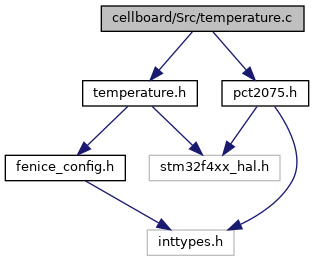 cellboard/Src/temperature.c
temperature.h
pct2075.h
fenice_config.h
stm32f4xx_hal.h
inttypes.h